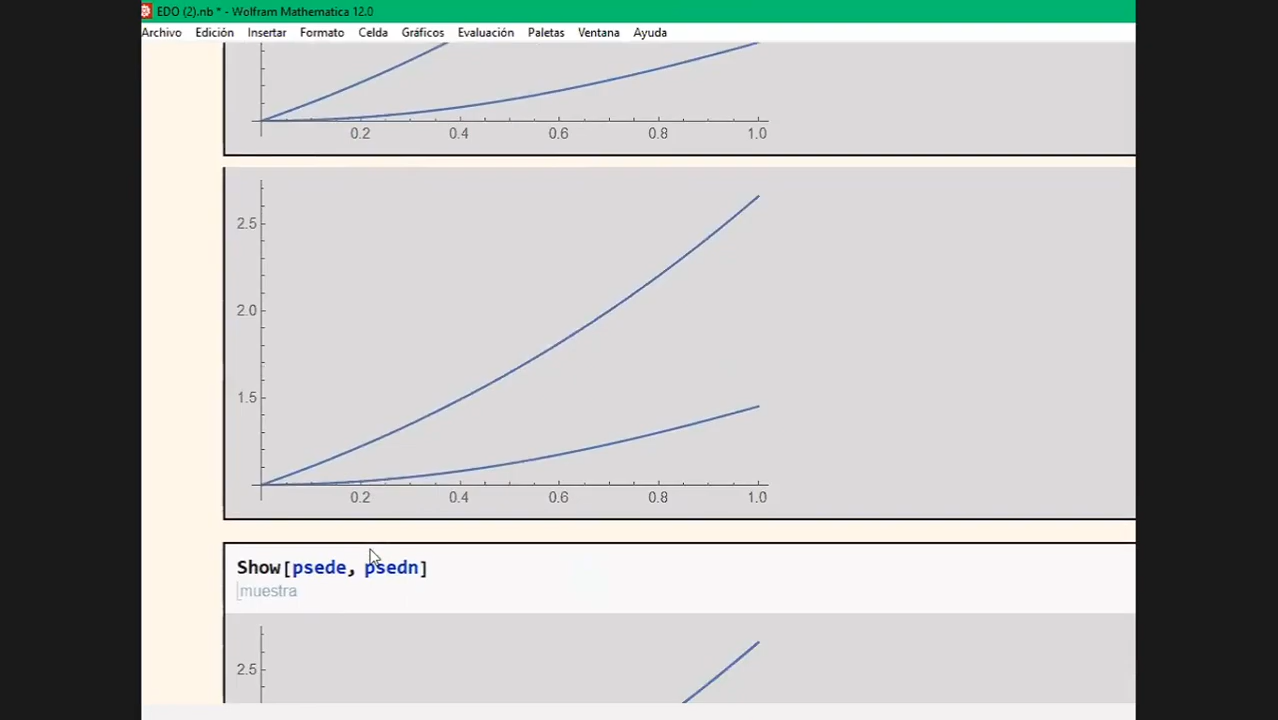 EDO (2).nb * - Wolfram Mathematica 12.0
Archivo Edición Insertar Formato Celda Gráficos Evaluación Paletas Ventana Ayuda
0.2 0.4 0.6 0.8 1.0
2.5
2.0
1.5
0.2 0.4 0.6 0.8 1.0
Show[psede, psedn]
muestra
2.5